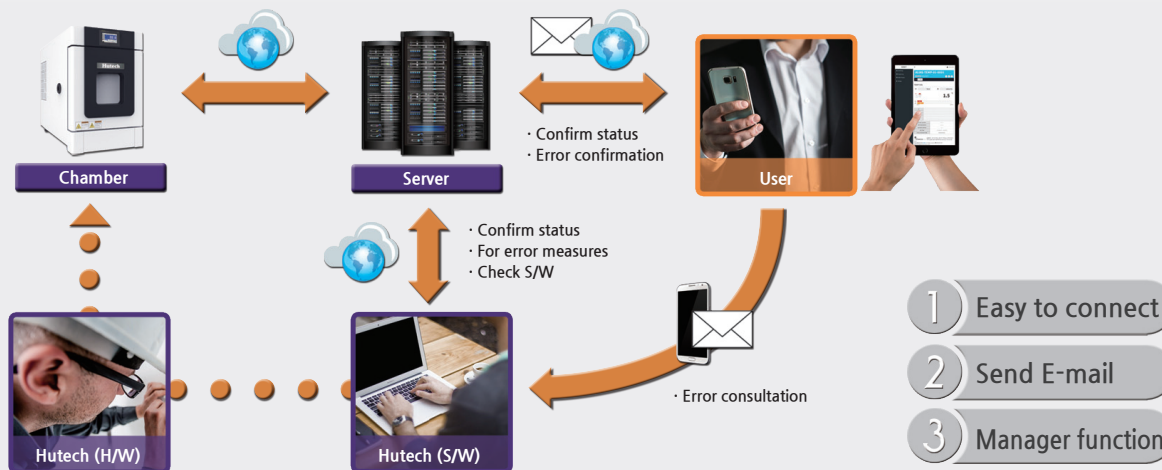 Hutech
Chamber
Server
· Confirm status
· Error confirmation
User
· Confirm status
· For error measures
· Check S/W
Hutech (H/W)
Hutech (S/W)
· Error consultation
1 Easy to connect
2 Send E-mail
3 Manager function